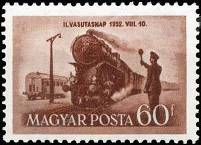 II. VASUTASNAP 1952. VIII. 10.
MAGYAR POSTA 60f